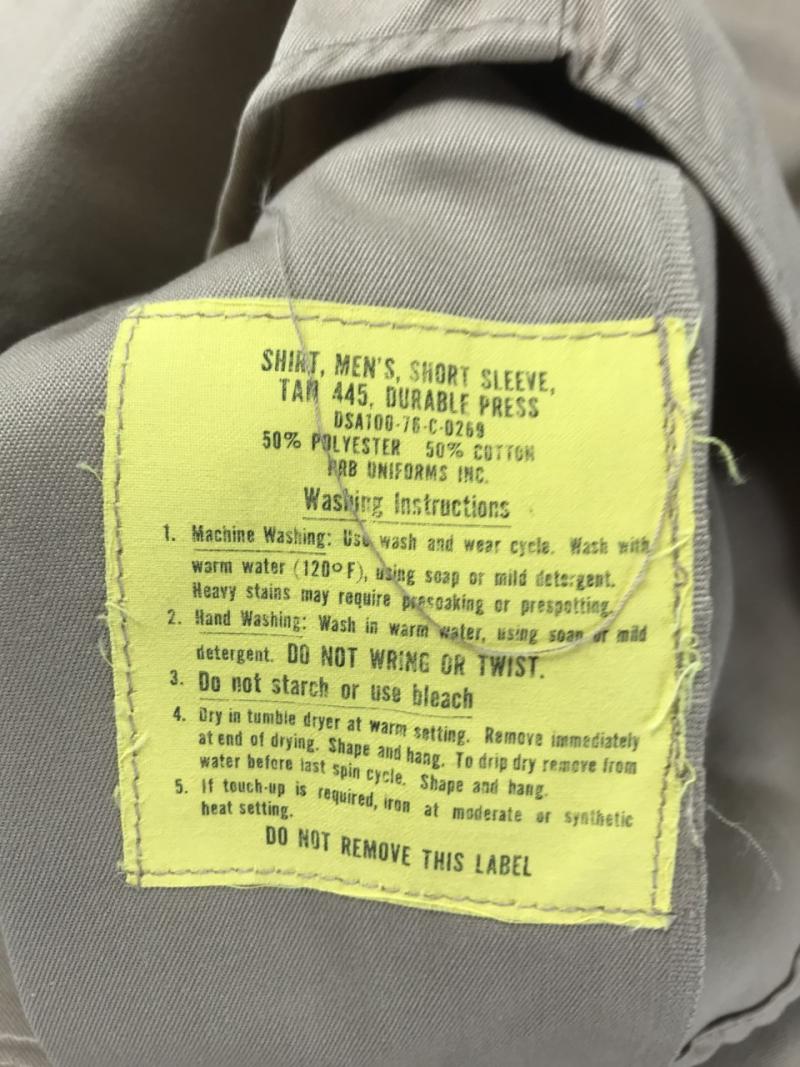 SHIRT, MEN'S, SHORT SLEEVE,
TAN 445, DURABLE PRESS
DSA100-76-C-0269
50% POLYESTER 50% COTTON
UNIFORMS INC.
Washing Instructions
1. Machine Washing: Use wash and wear cycle. Wash with
warm water (120°F), using soap or mild detergent.
Heavy stains may require presoaking or prespotting.
2. Hand Washing: Wash in warm water, using soap or mild
detergent. DO NOT WRING OR TWIST.
3. Do not starch or use bleach
4. Dry in tumble dryer at warm setting. Remove immediately
at end of drying. Shape and hang. To drip dry remove from
water before last spin cycle. Shape and hang.
5. If touch-up is required, iron at moderate or synthetic
heat setting.
DO NOT REMOVE THIS LABEL